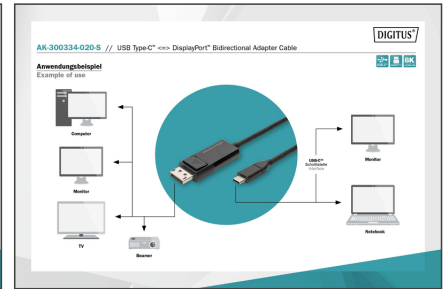 DIGITUS®
AK-300334-020-S // USB Type-C™ <=> DisplayPort™ Bidirectional Adapter Cable
Anwendungsbeispiel
Example of use
8K
Computer
Monitor
TV
Beamer
USB-C™
Schnittstelle
Interface
Monitor
Notebook